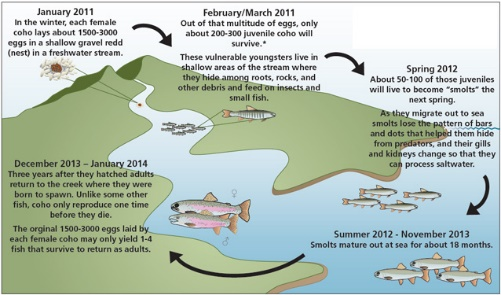 January 2011
In the winter, each female
coho lays about 1500-3000
eggs in a shallow gravel redd
(nest) in a freshwater stream.
February/March 2011
Out of that multitude of eggs, only
about 200-300 juvenile coho will
survive.*
These vulnerable youngsters live in
shallow areas of the stream where
they hide among roots, rocks, and
other debris and feed on insects and
small fish.
Spring 2012
About 50-100 of those juveniles
will live to become “smolts” the
next spring.
As they migrate out to sea
smolts lose the pattern of bars
and dots that helped them hide
from predators, and their gills
and kidneys change so that they
can process saltwater.
Summer 2012 - November 2013
Smolts mature out at sea for about 18 months.
December 2013 – January 2014
Three years after they hatched adults
return to the creek where they were
born to spawn. Unlike some other
fish, coho only reproduce one time
before they die.
The orginal 1500-3000 eggs laid by
each female coho may only yield 1-4
fish that survive to return as adults.
♀
♂